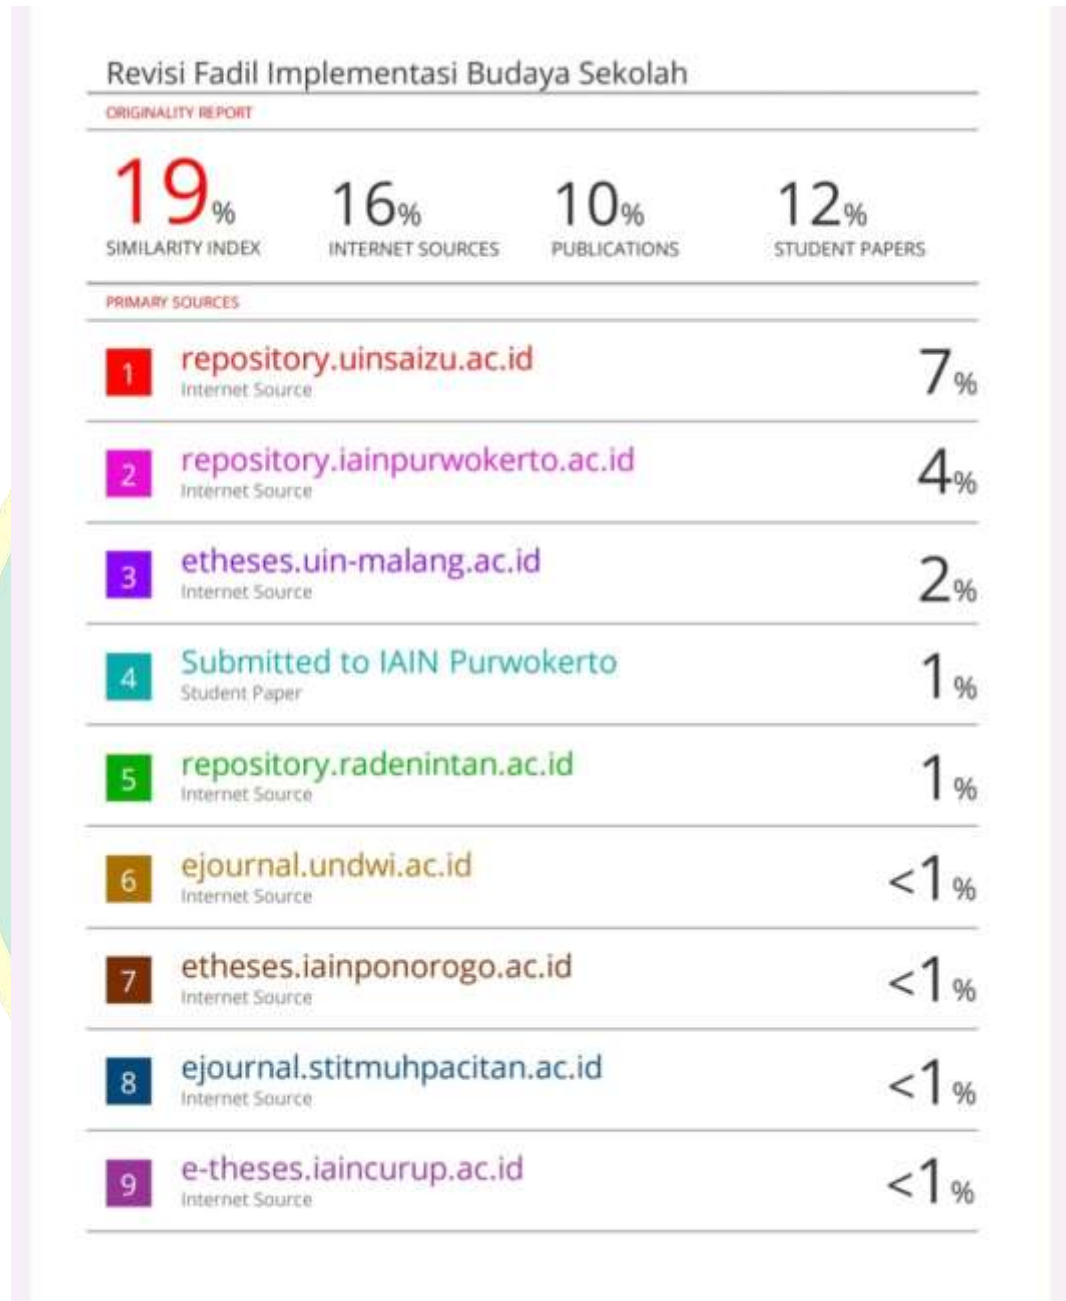 Revisi Fadil Implementasi Budaya Sekolah
ORIGINALITY REPORT
19% 16% 10% 12%
SIMILARITY INDEX INTERNET SOURCES PUBLICATIONS STUDENT PAPERS
PRIMARY SOURCES
1 repository.uinsaizu.ac.id 7%
Internet Source
2 repository.iainpurwokerto.ac.id 4%
Internet Source
3 etheses.uin-malang.ac.id 2%
Internet Source
4 Submitted to IAIN Purwokerto 1%
Student Paper
5 repository.radenintan.ac.id 1%
Internet Source
6 ejournal.undwi.ac.id <1%
Internet Source
7 etheses.iainponorogo.ac.id <1%
Internet Source
8 ejournal.stitmuhpacitan.ac.id <1%
Internet Source
9 e-theses.iaincurup.ac.id <1%
Internet Source